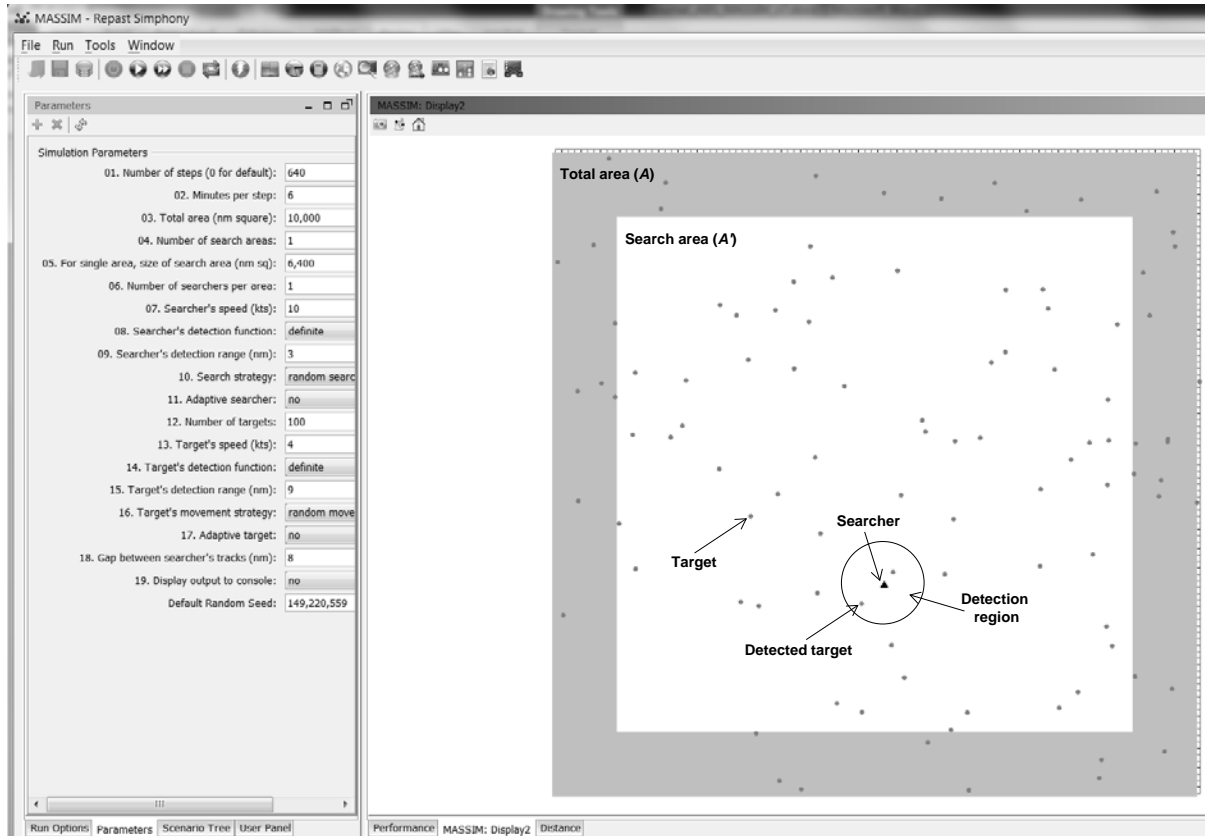 MASSIM - Repast Simphony
File Run Tools Window
Parameters
Simulation Parameters
01. Number of steps (0 for default): 640
02. Minutes per step: 6
03. Total area (nm square): 10,000
04. Number of search areas: 1
05. For single area, size of search area (nm sq): 6,400
06. Number of searchers per area: 1
07. Searcher's speed (kts): 10
08. Searcher's detection function: definite
09. Searcher's detection range (nm): 3
10. Search strategy: random searc
11. Adaptive searcher: no
12. Number of targets: 100
13. Target's speed (kts): 4
14. Target's detection function: definite
15. Target's detection range (nm): 9
16. Target's movement strategy: random move
17. Adaptive target: no
18. Gap between searcher's tracks (nm): 8
19. Display output to console: no
Default Random Seed: 149,220,559
Run Options Parameters Scenario Tree User Panel
MASSIM: Display2
Total area (A)
Search area (A')
Searcher
Target
Detection
region
Detected target
Performance MASSIM: Display2 Distance